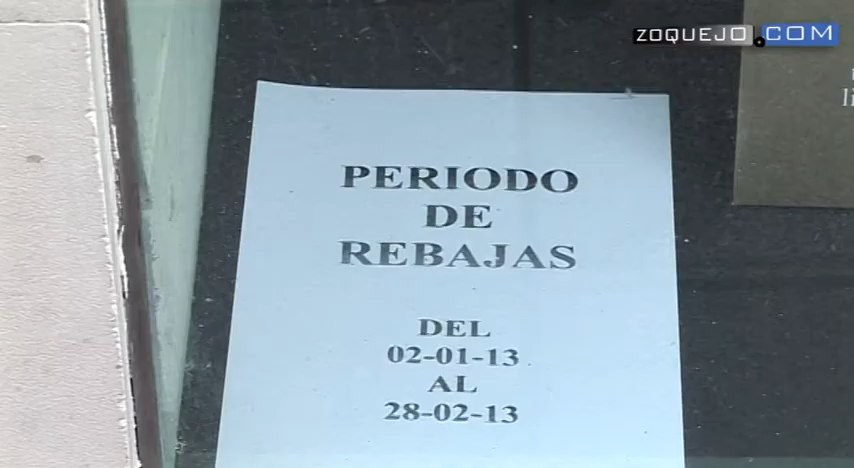 ZOQUEJO.COM
PERIODO
DE
REBAJAS
DEL
02-01-13
AL
28-02-13